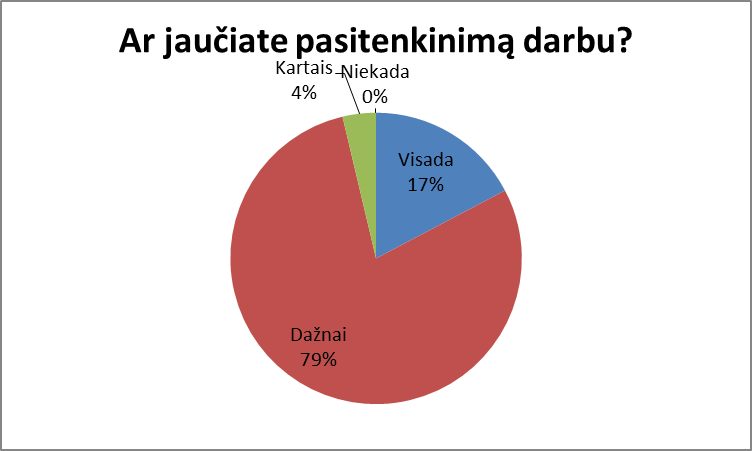 Ar jaučiate pasitenkinimą darbu?
Kartais
4%
Niekada
0%
Visada
17%
Dažnai
79%